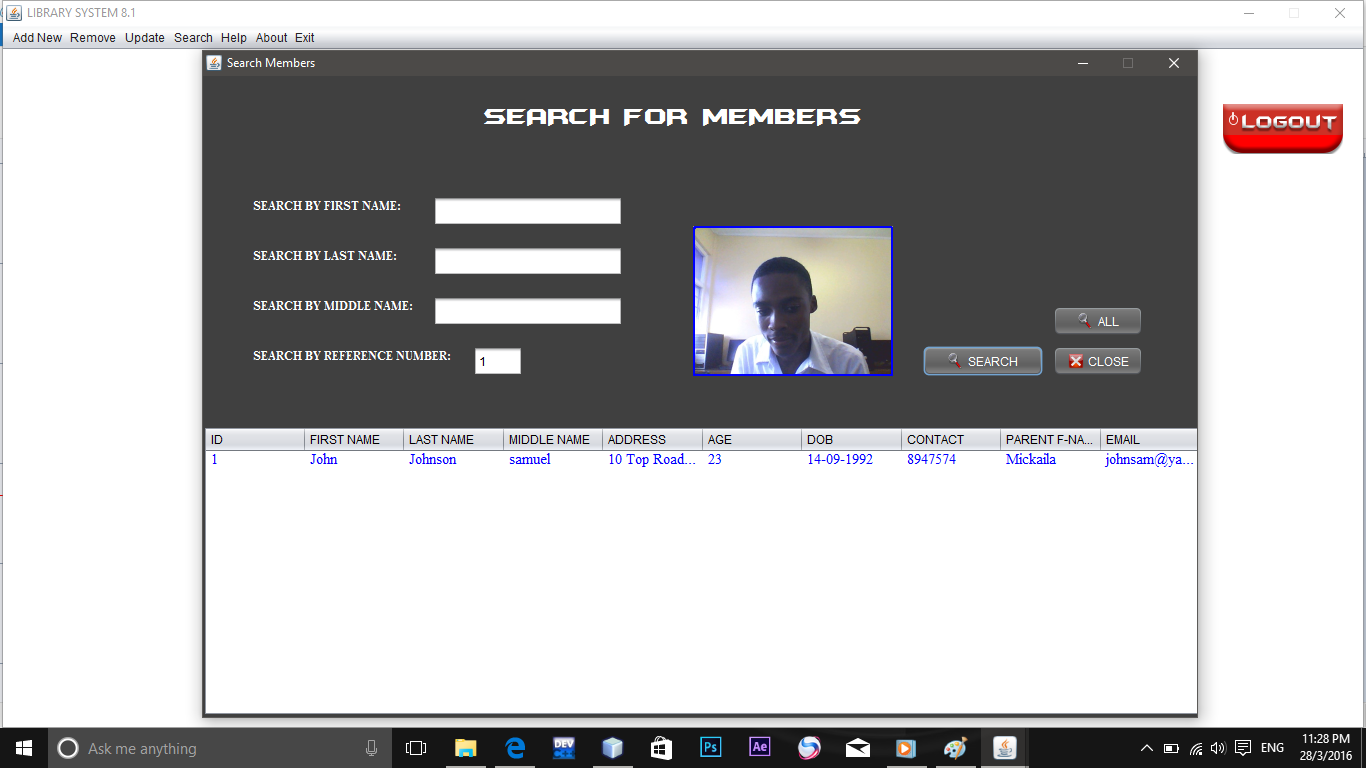 LIBRARY SYSTEM 8.1
Add New Remove Update Search Help About Exit
Search Members
SEARCH FOR MEMBERS
LOGOUT
SEARCH BY FIRST NAME:
SEARCH BY LAST NAME:
SEARCH BY MIDDLE NAME:
ALL
SEARCH BY REFERENCE NUMBER: 1
SEARCH CLOSE
ID FIRST NAME LAST NAME MIDDLE NAME ADDRESS AGE DOB CONTACT PARENT F-NA... EMAIL
1 John Johnson samuel 10 Top Road... 23 14-09-1992 8947574 Mickaila johnsam@ya...
Ask me anything
DEV
Ps
Ae
ENG
11:28 PM
28/3/2016